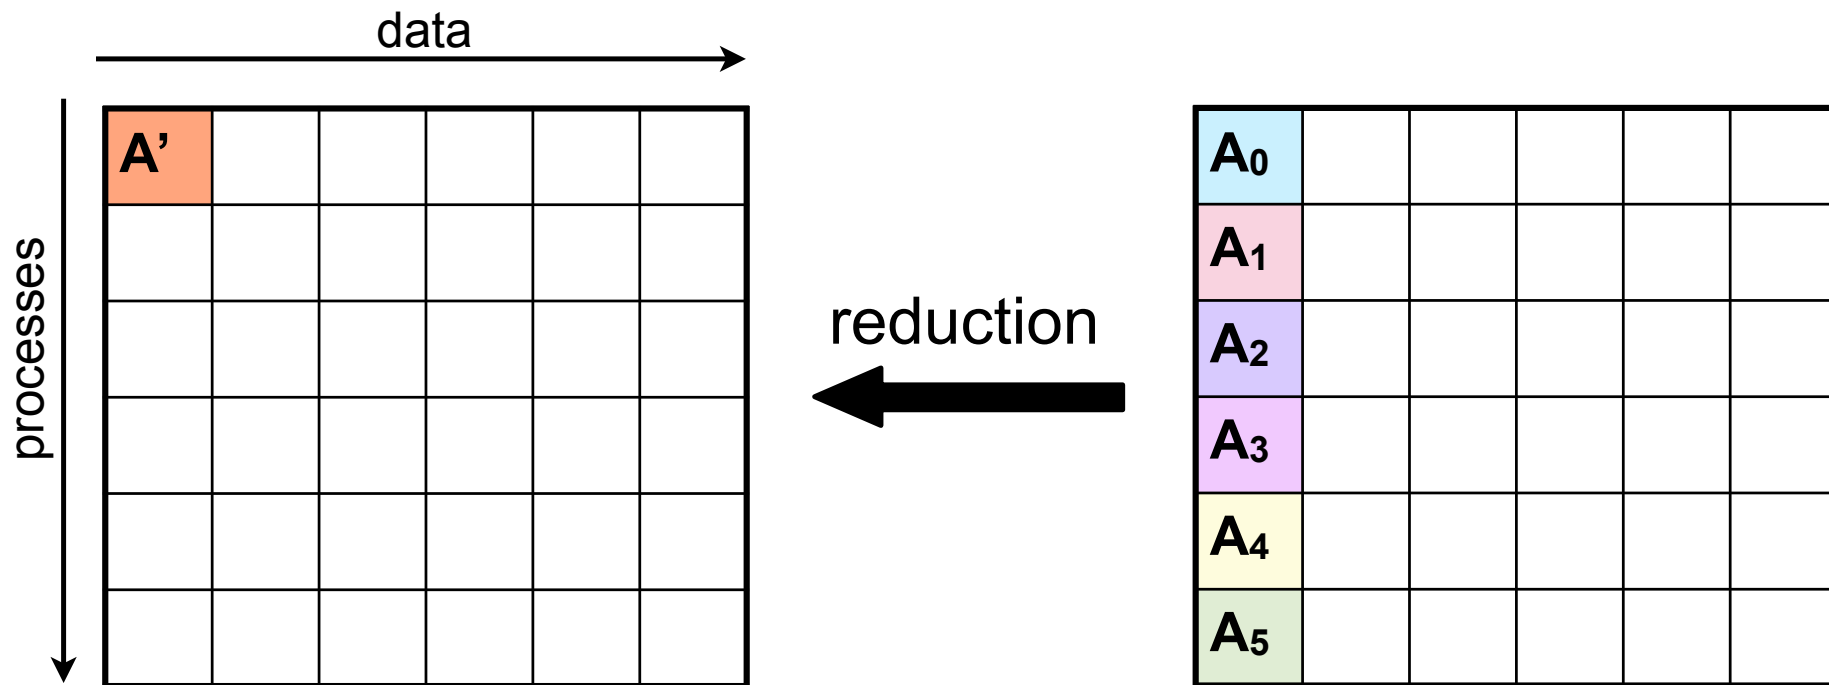 data
processes
A’
reduction
A0
A1
A2
A3
A4
A5